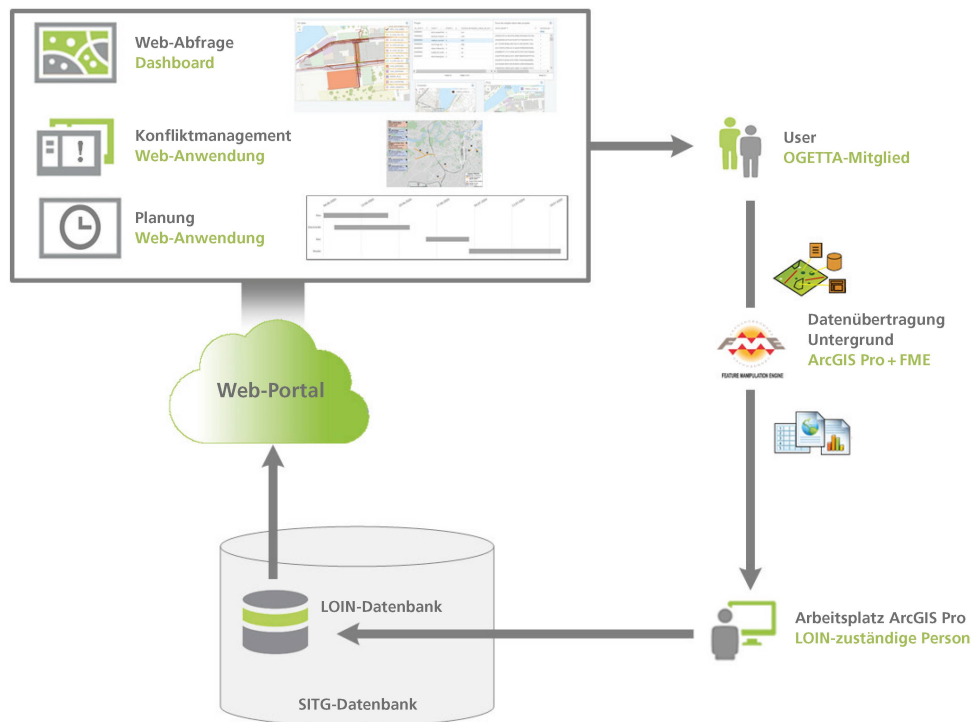 Web-Abfrage
Dashboard
Konfliktmanagement
Web-Anwendung
Planung
Web-Anwendung
User
OGETTA-Mitglied
Datenübertragung
Untergrund
ArcGIS Pro + FME
FME
FEATURE MANIPULATION ENGINE
Web-Portal
LOIN-Datenbank
SITG-Datenbank
Arbeitsplatz ArcGIS Pro
LOIN-zuständige Person